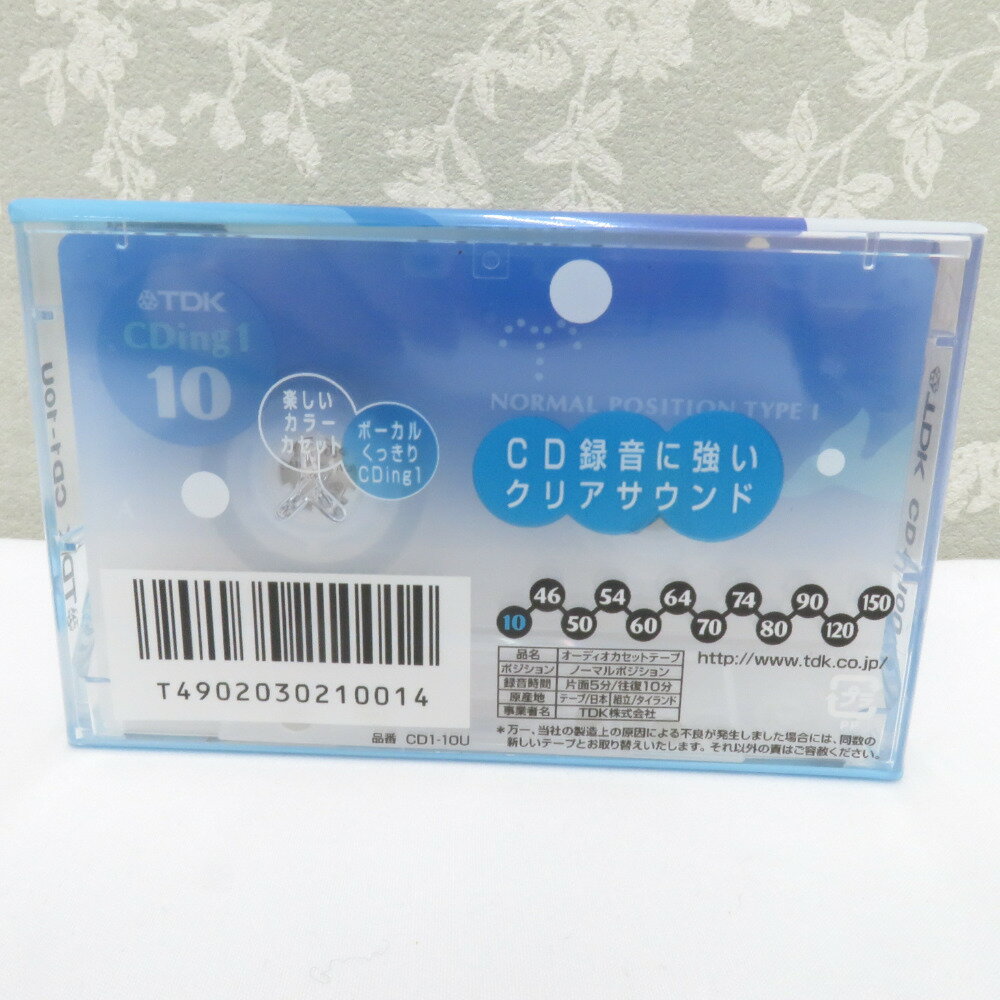 TDK
CDing1
10
楽しい
カラー
カセット
ボーカル
くっきり
CDing1
NORMAL POSITION TYPE I
CD録音に強い
クリアサウンド
T4902030210014
品番 CD1-10U
10 46 50 54 60 64 70 74 80 90 120 150
品名 オーディオカセットテープ
ポジション ノーマルポジション
録音時間 片面5分/往復10分
原産地 テープ/日本 組立/タイランド
事業者名 TDK株式会社
http://www.tdk.co.jp/
プラ
*万一、当社の製造上の原因による不良が発生しました場合には、同数の
新しいテープとお取り替えいたします。それ以外の責はご容赦ください。
TDK CD1-10U
TDK CD1-10U